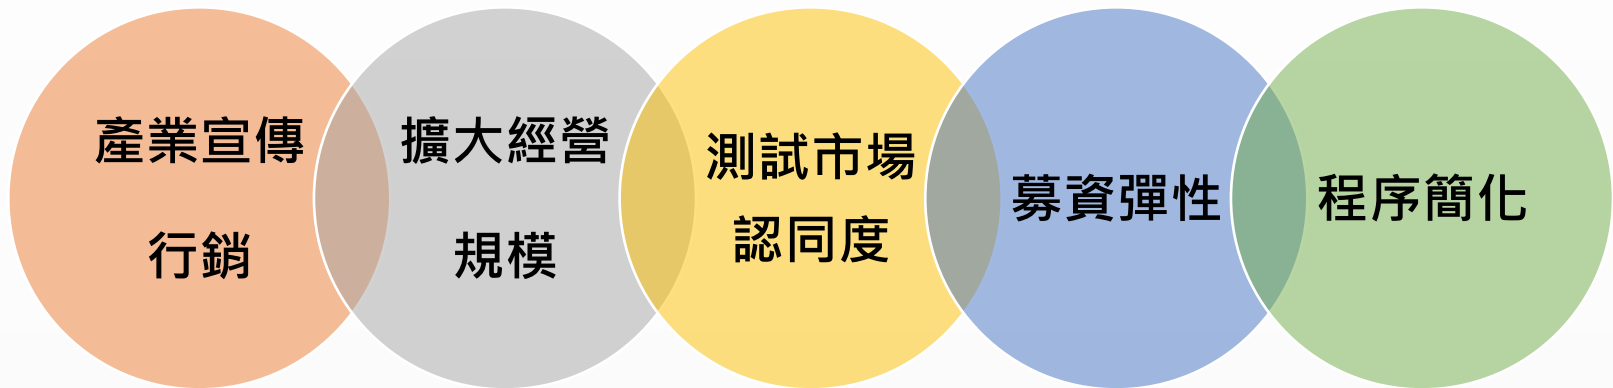 產業宣傳
行銷
擴大經營
規模
測試市場
認同度
募資彈性
程序簡化